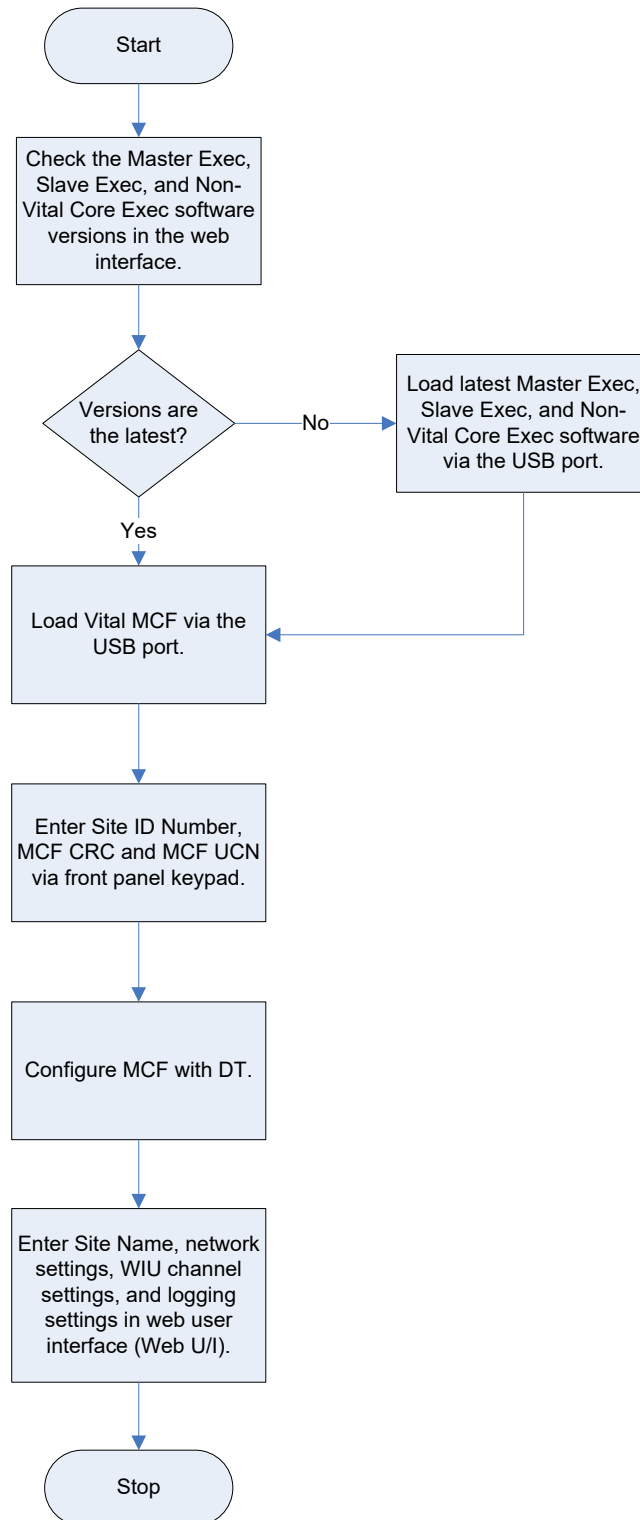 Start
Check the Master Exec,
Slave Exec, and Non-
Vital Core Exec software
versions in the web
interface.
Versions are
the latest?
No
Load latest Master Exec,
Slave Exec, and Non-
Vital Core Exec software
via the USB port.
Yes
Load Vital MCF via the
USB port.
Enter Site ID Number,
MCF CRC and MCF UCN
via front panel keypad.
Configure MCF with DT.
Enter Site Name, network
settings, WIU channel
settings, and logging
settings in web user
interface (Web U/I).
Stop